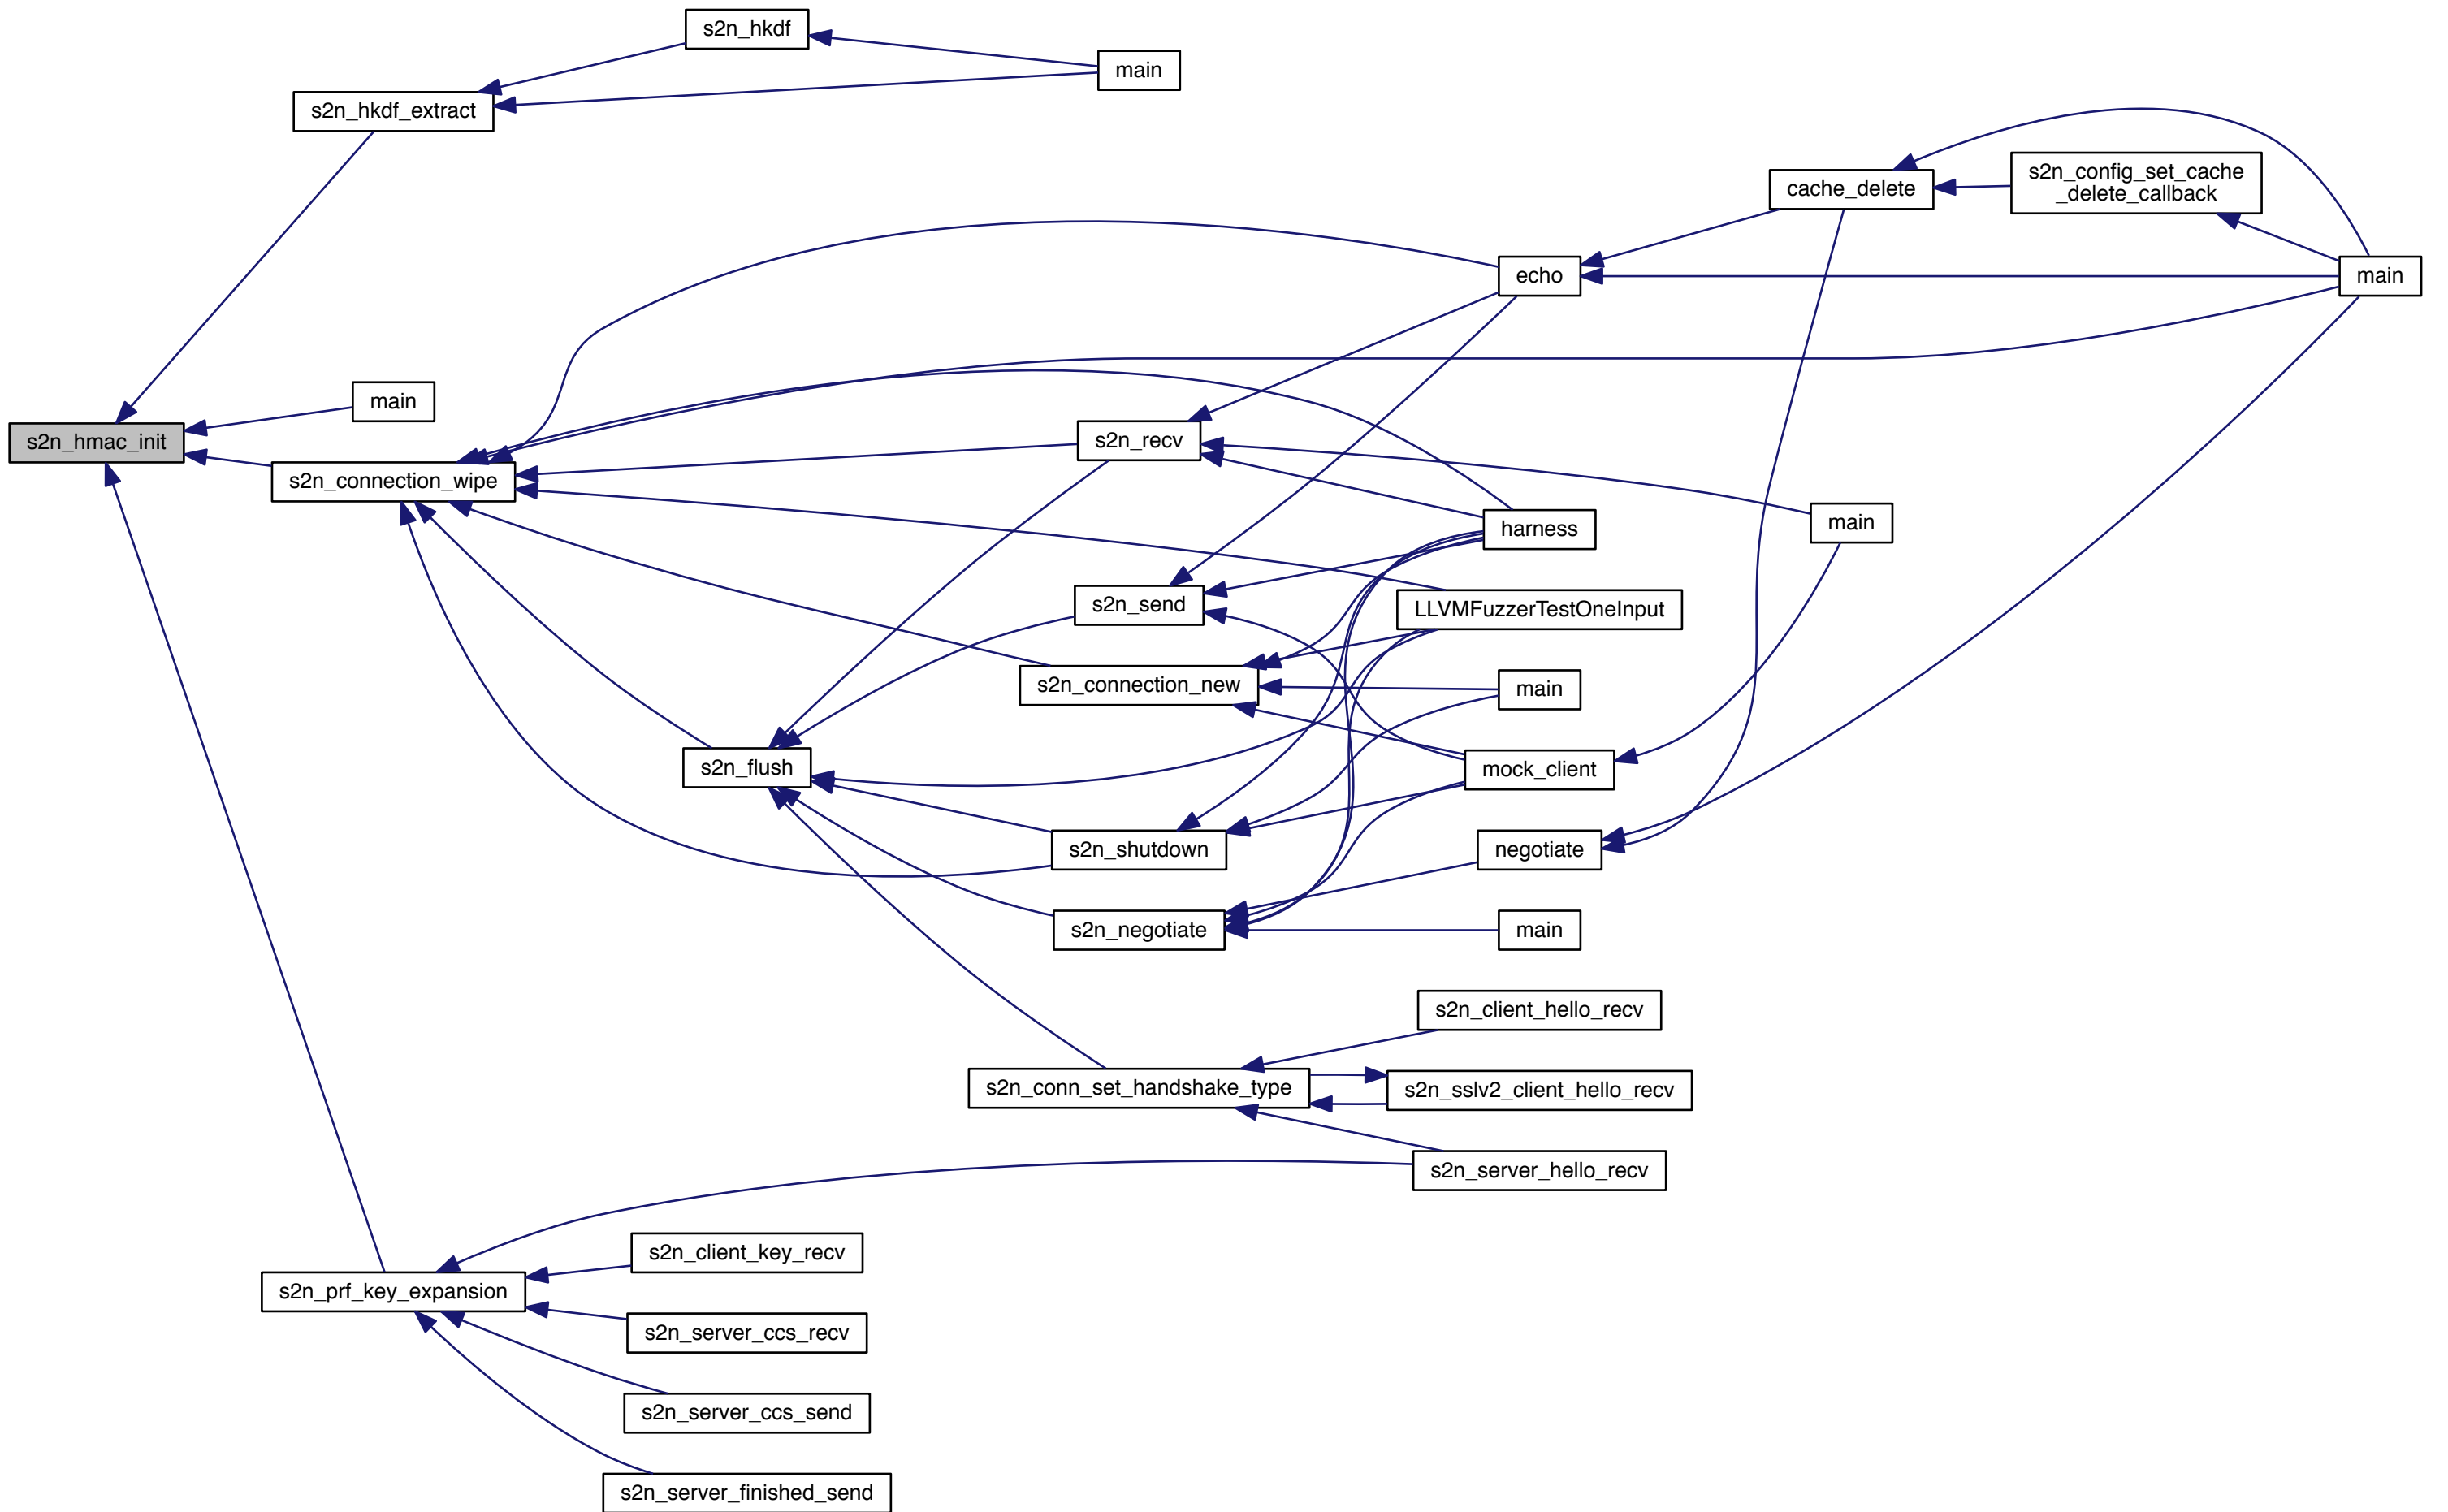 s2n_hkdf
main
s2n_hkdf_extract
s2n_config_set_cache
_delete_callback
cache_delete
echo
main
main
s2n_hmac_init
s2n_recv
s2n_connection_wipe
main
harness
s2n_send
LLVMFuzzerTestOneInput
s2n_connection_new
main
s2n_flush
mock_client
s2n_shutdown
negotiate
s2n_negotiate
main
s2n_client_hello_recv
s2n_conn_set_handshake_type
s2n_sslv2_client_hello_recv
s2n_server_hello_recv
s2n_client_key_recv
s2n_prf_key_expansion
s2n_server_ccs_recv
s2n_server_ccs_send
s2n_server_finished_send